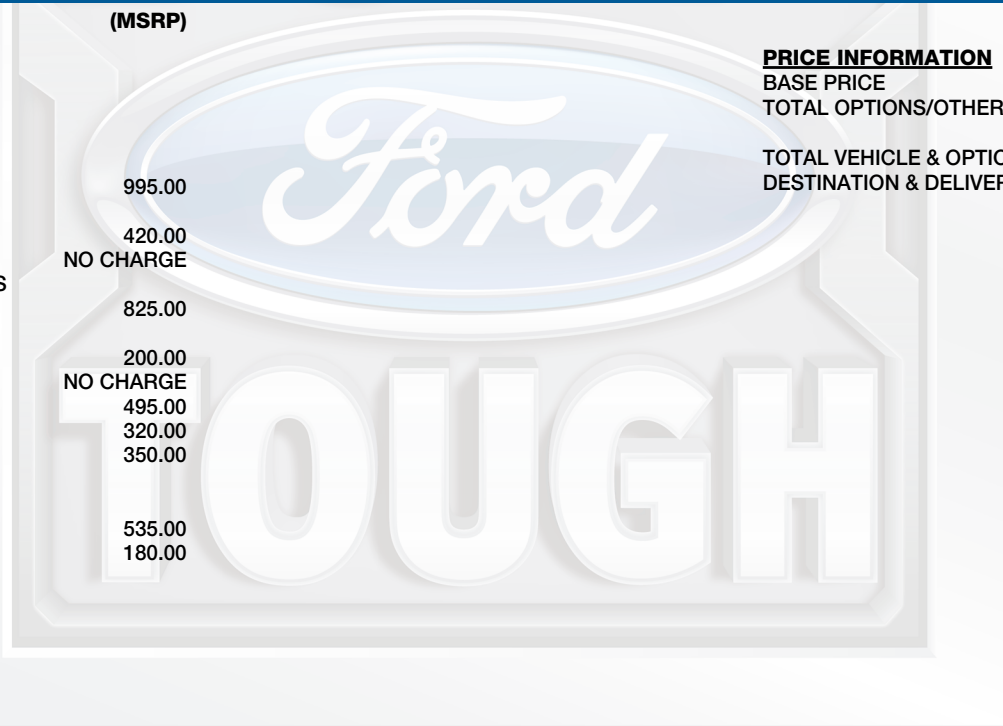 (MSRP)
995.00
420.00
NO CHARGE
S
825.00
200.00
NO CHARGE
495.00
320.00
350.00
535.00
180.00
PRICE INFORMATION
BASE PRICE
TOTAL OPTIONS/OTHER
TOTAL VEHICLE & OPTIO
DESTINATION & DELIVER
Ford
TOUGH